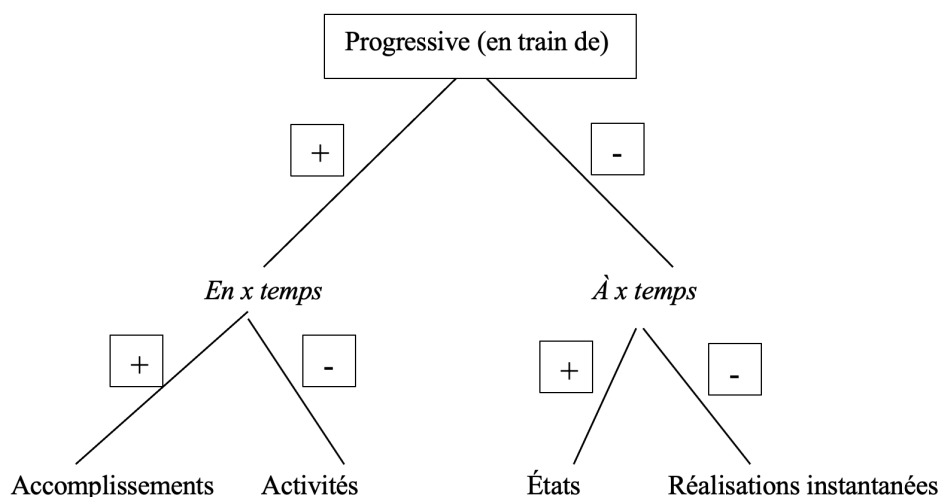 Progressive (en train de)
+
-
En x temps
À x temps
+
-
+
-
Accomplissements
Activités
États
Réalisations instantanées